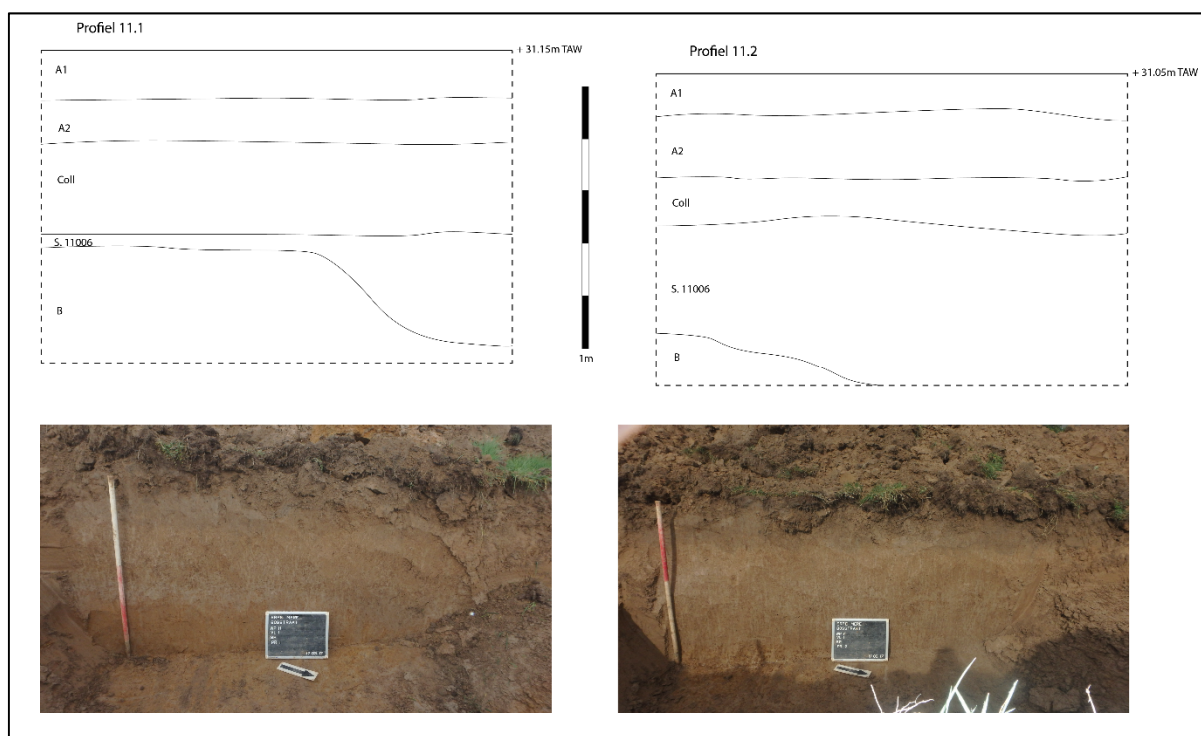 Profiel 11.1
+ 31.15m TAW
A1
A2
Coll
S. 11006
B
1m
Profiel 11.2
+ 31.05m TAW
A1
A2
Coll
S. 11006
B